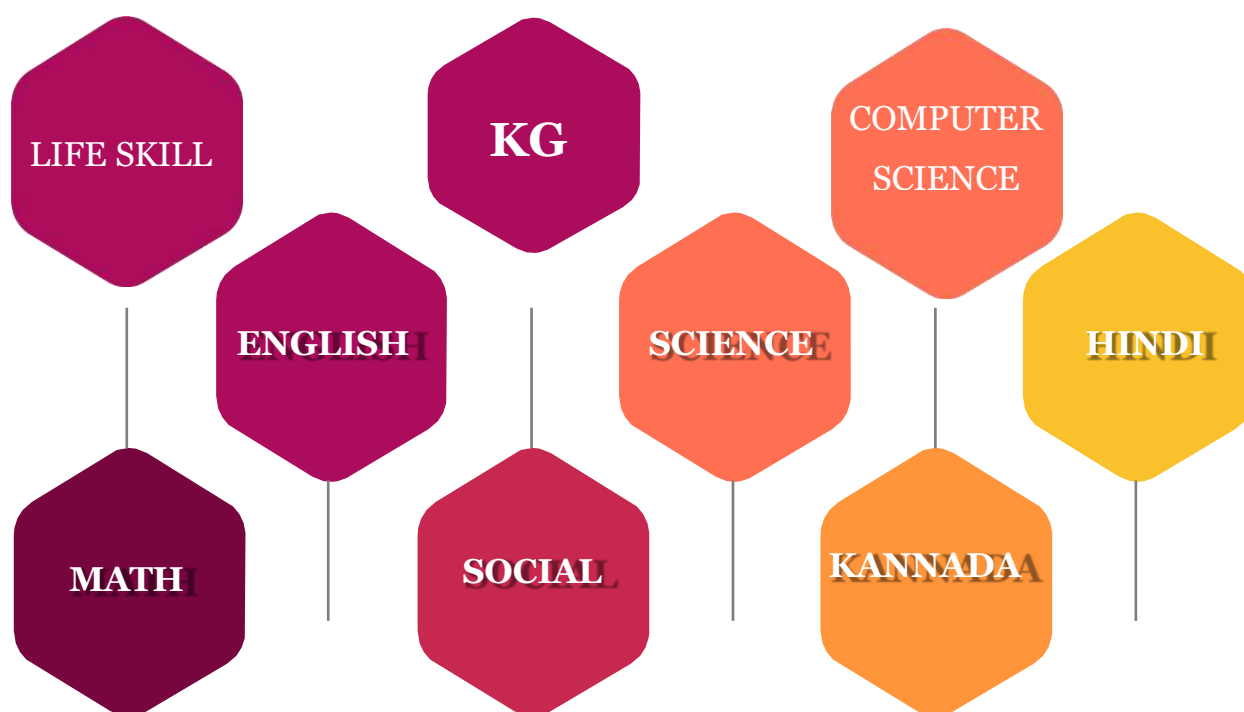 LIFE SKILL
KG
COMPUTER
SCIENCE
ENGLISH
SCIENCE
HINDI
MATH
SOCIAL
KANNADA